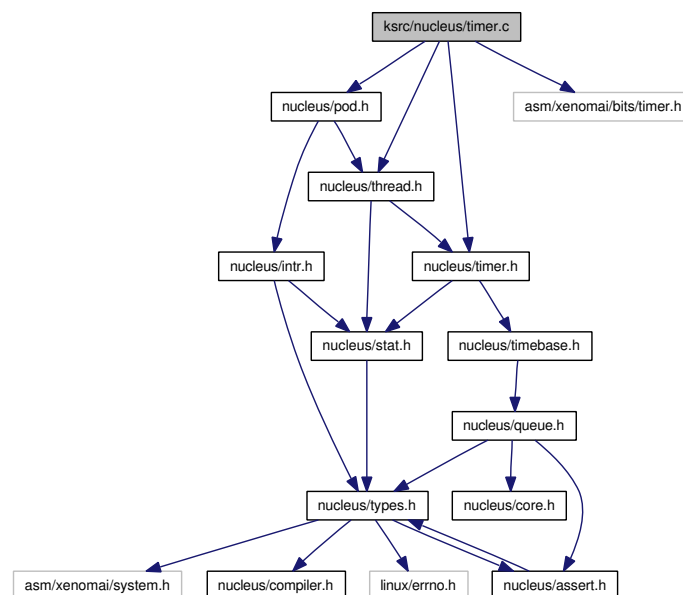 ksrc/nucleus/timer.c
nucleus/pod.h
asm/xenomai/bits/timer.h
nucleus/thread.h
nucleus/intr.h
nucleus/timer.h
nucleus/stat.h
nucleus/timebase.h
nucleus/queue.h
nucleus/types.h
nucleus/core.h
asm/xenomai/system.h
nucleus/compiler.h
linux/errno.h
nucleus/assert.h